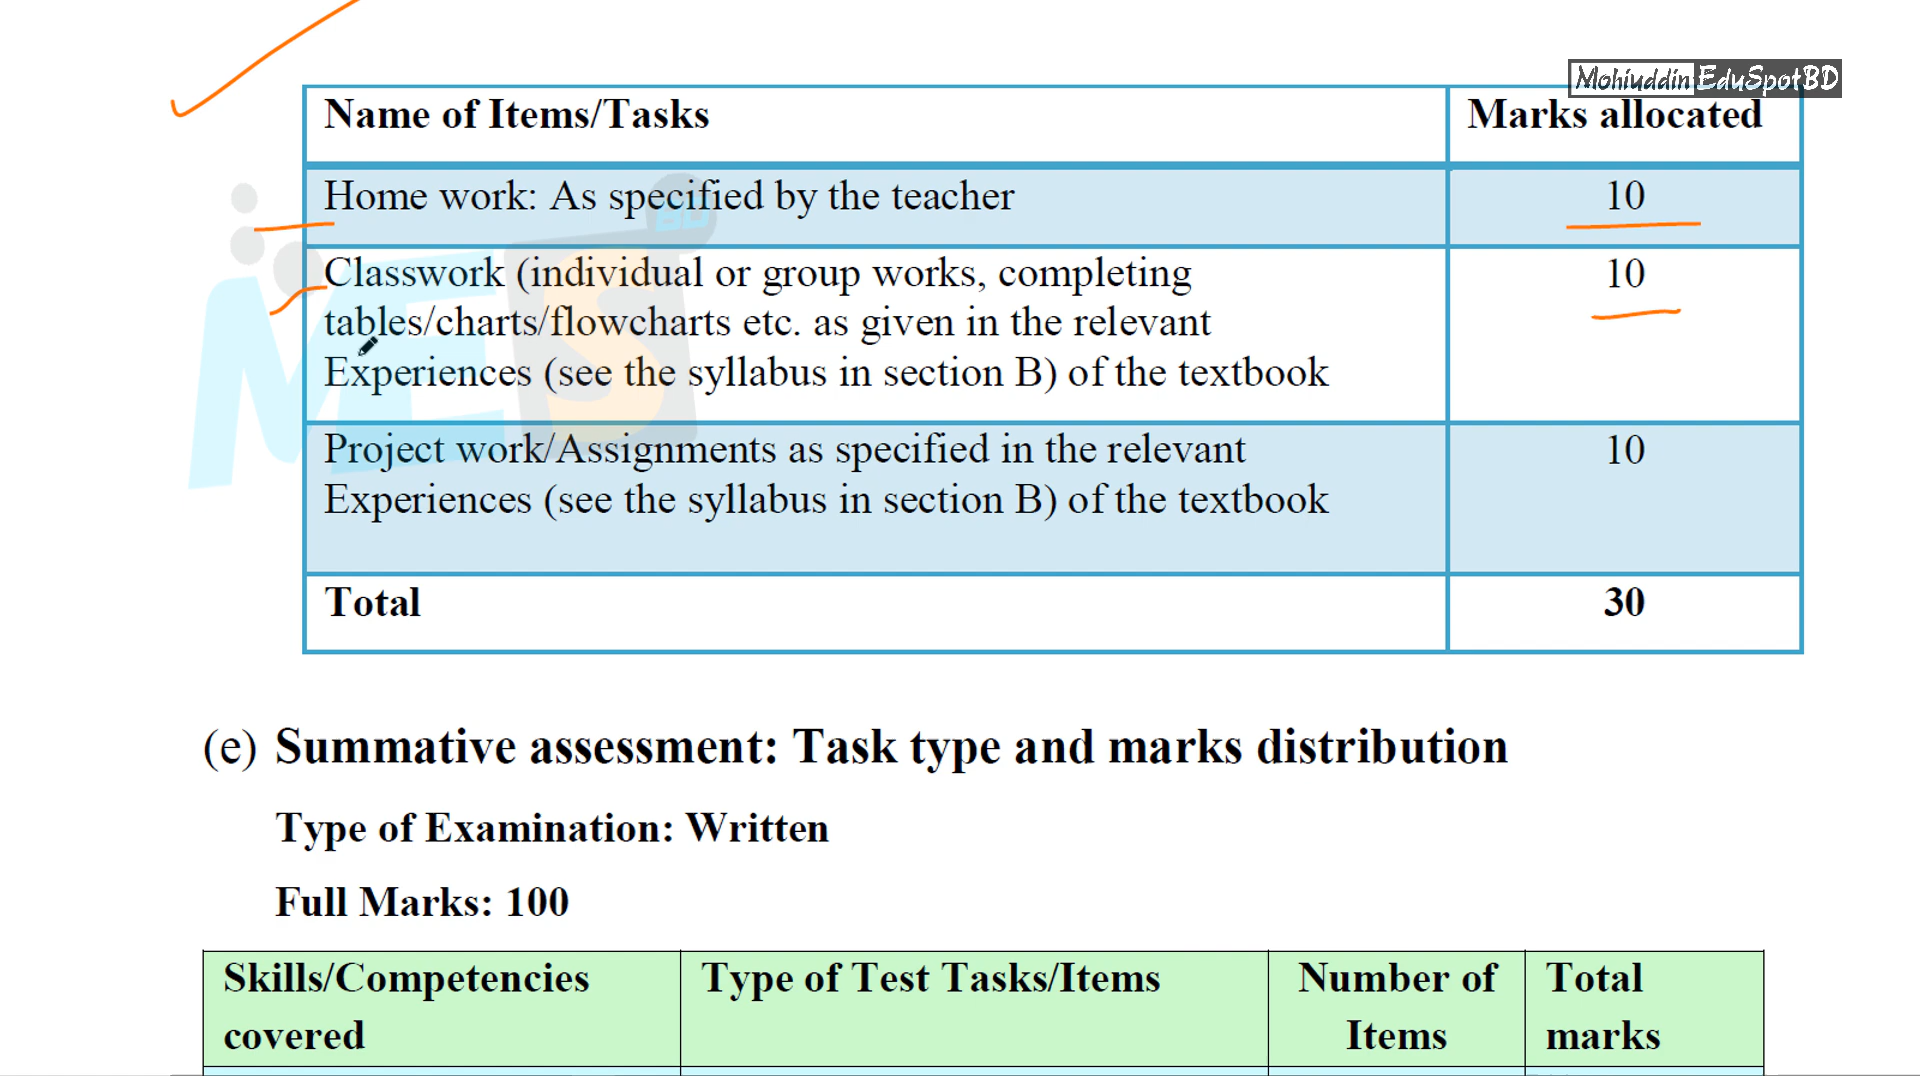 Mohiuddin EduSpotBD
Name of Items/Tasks Marks allocated
Home work: As specified by the teacher 10
Classwork (individual or group works, completing 10
tables/charts/flowcharts etc. as given in the relevant
Experiences (see the syllabus in section B) of the textbook
Project work/Assignments as specified in the relevant 10
Experiences (see the syllabus in section B) of the textbook
Total 30
MES BD
(e) Summative assessment: Task type and marks distribution
Type of Examination: Written
Full Marks: 100
Skills/Competencies Type of Test Tasks/Items Number of Total
covered Items marks